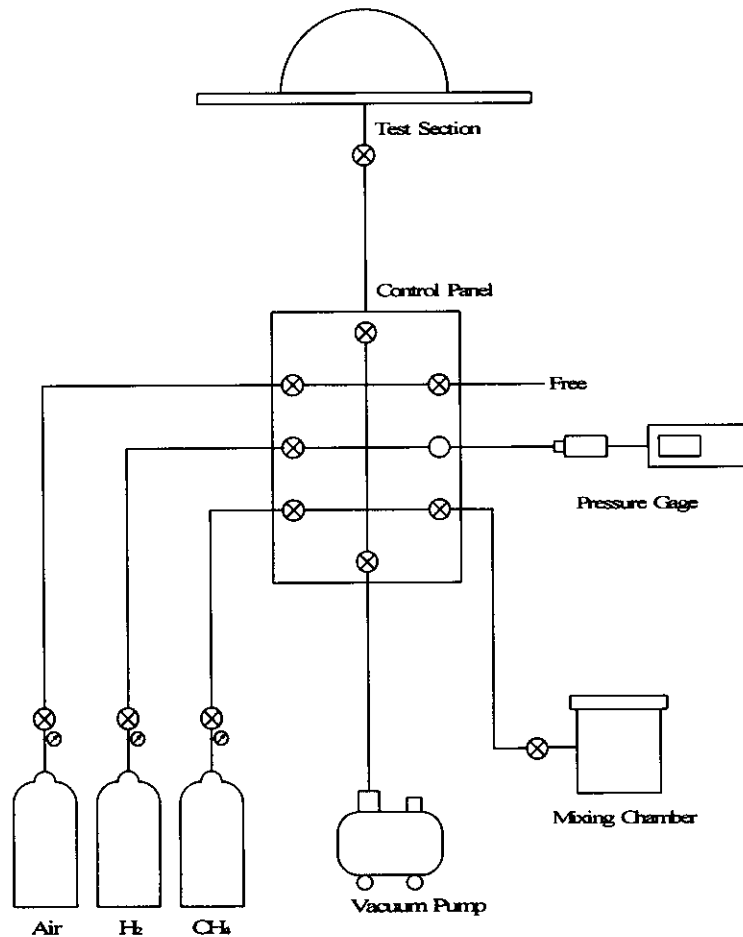 Test Section
Control Panel
Free
Pressure Gage
Mixing Chamber
Vacuum Pump
Air
H₂
CH₄